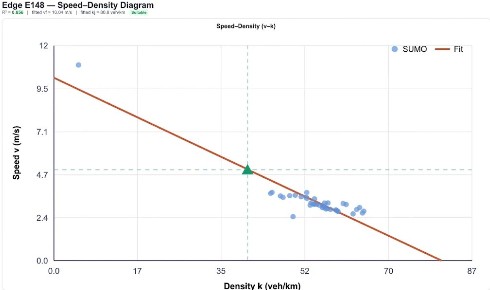 Edge E148 — Speed–Density Diagram
Speed–Density (v–k)
SUMO Fit
12
9.5
7.1
4.7
2.4
0.0
Speed v (m/s)
0.0 17 35 52 70 87
Density k (veh/km)